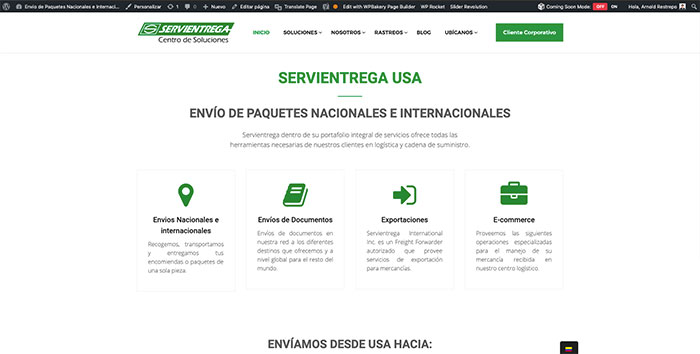 Envío de Paquetes Nacionales e Internaci... Personalizar 1 0 Nuevo Editar página Translate Page Edit with WPBakery Page Builder WP Rocket Slider Revolution Coming Soon Mode: OFF ON Hola, Arnald Restrepo
SERVIENTREGA
Centro de Soluciones
INICIO SOLUCIONES NOSOTROS RASTREOS BLOG UBÍCANOS Cliente Corporativo
SERVIENTREGA USA
ENVÍO DE PAQUETES NACIONALES E INTERNACIONALES
Servientrega dentro de su portafolio integral de servicios ofrece todas las
herramientas necesarias de nuestros clientes en logística y cadena de suministro.
Envios Nacionales e
internacionales
Recogemos, transportamos
y entregamos tus
encomiendas o paquetes de
una sola pieza.
Envíos de Documentos
Envíos de documentos en
nuestra red a los diferentes
destinos que ofrecemos y a
nivel global para el resto del
mundo.
Exportaciones
Servientrega International
Inc. es un Freight Forwarder
autorizado que provee
servicios de exportación
para mercancías.
E-commerce
Proveemos las siguientes
operaciones especializadas
para el manejo de su
mercancía recibida en
nuestro centro logístico.
ENVÍAMOS DESDE USA HACIA: